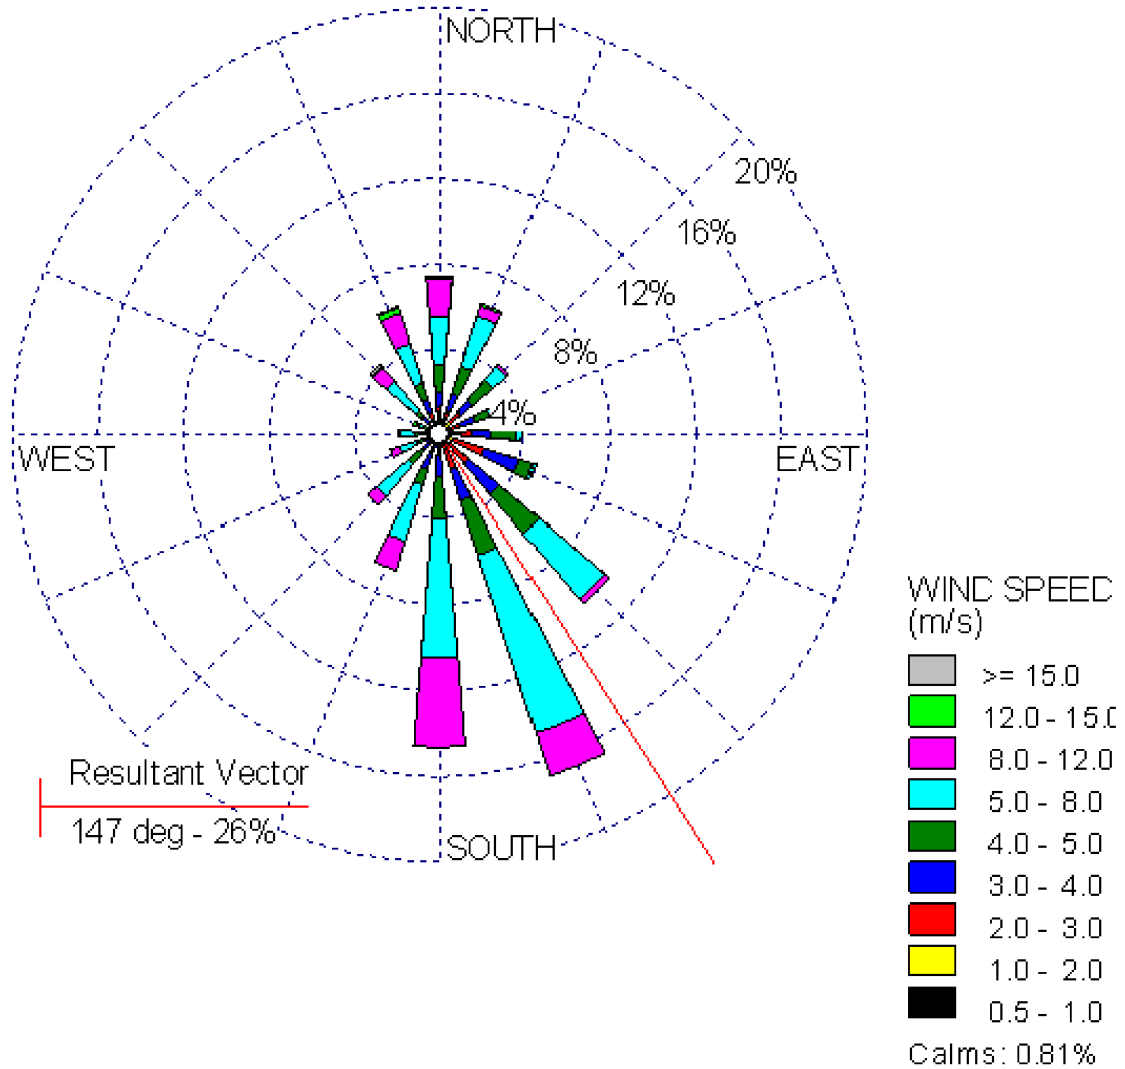 NORTH
20%
16%
12%
8%
4%
WEST
EAST
WIND SPEED
(m/s)
>= 15.0
12.0 - 15.0
8.0 - 12.0
5.0 - 8.0
4.0 - 5.0
3.0 - 4.0
2.0 - 3.0
1.0 - 2.0
0.5 - 1.0
Calms: 0.81%
Resultant Vector
147 deg - 26%
SOUTH